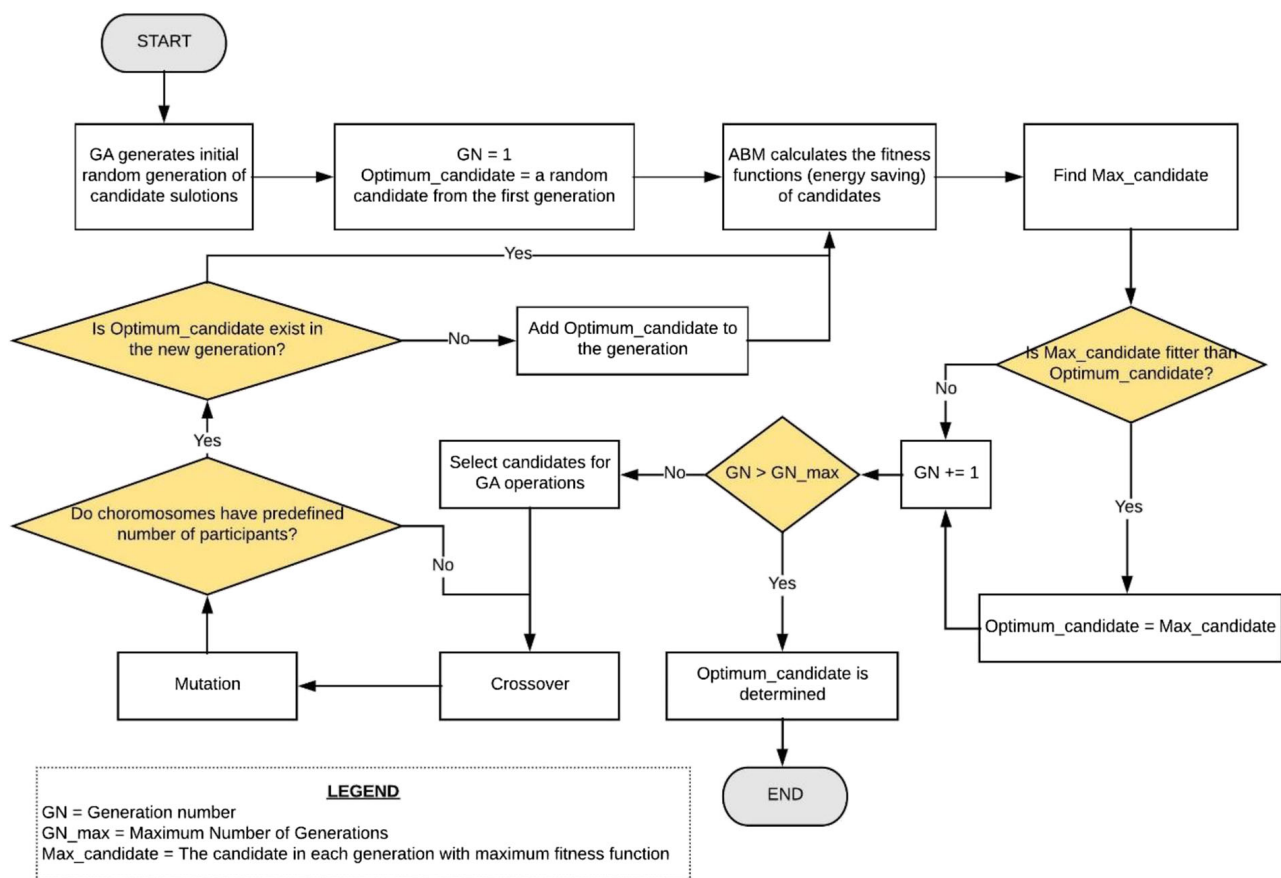 START
GA generates initial
random generation of
candidate sulotions
GN = 1
Optimum_candidate = a random
candidate from the first generation
ABM calculates the fitness
functions (energy saving)
of candidates
Find Max_candidate
Yes
Is Optimum_candidate exist in
the new generation?
No
Add Optimum_candidate to
the generation
Is Max_candidate fitter than
Optimum_candidate?
No
Yes
Yes
Select candidates for
GA operations
No
GN > GN_max
GN += 1
Do choromosomes have predefined
number of participants?
No
Yes
Optimum_candidate = Max_candidate
Mutation
Crossover
Optimum_candidate is
determined
END
LEGEND
GN = Generation number
GN_max = Maximum Number of Generations
Max_candidate = The candidate in each generation with maximum fitness function